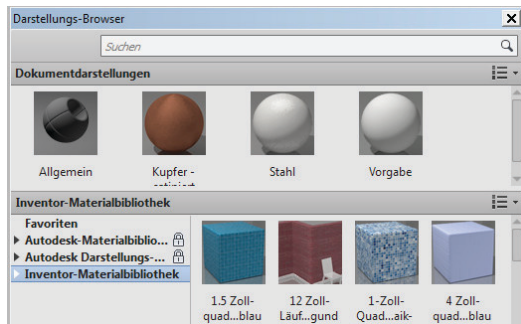 Darstellungs-Browser
Suchen
Dokumentdarstellungen
Allgemein
Kupfer -
Stahl
Vorgabe
Inventor-Materialbibliothek
Favoriten
Autodesk-Materialbiblio...
Autodesk Darstellungs-...
Inventor-Materialbibliothek
1.5 Zoll-
quad...blau
12 Zoll-
Läuf...gund
1-Zoll-
Quad...aik-
4 Zoll-
quad...blau